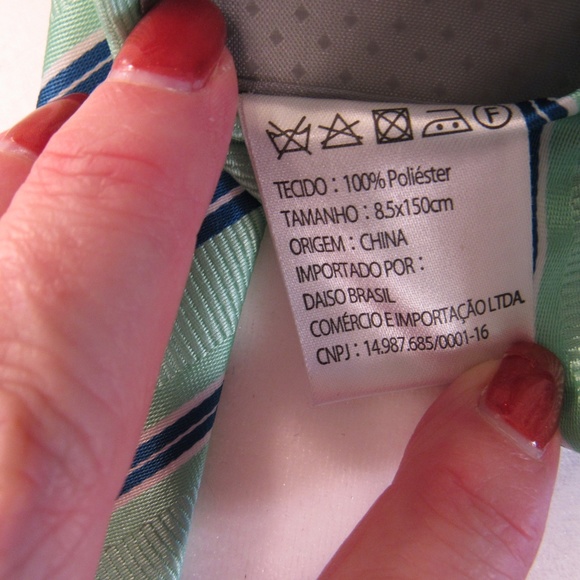 F
TECIDO : 100% Poliéster
TAMANHO : 8.5x150cm
ORIGEM : CHINA
IMPORTADO POR :
DAISO BRASIL
COMÉRCIO E IMPORTAÇÃO LTDA.
CNPJ : 14.987.685/0001-16